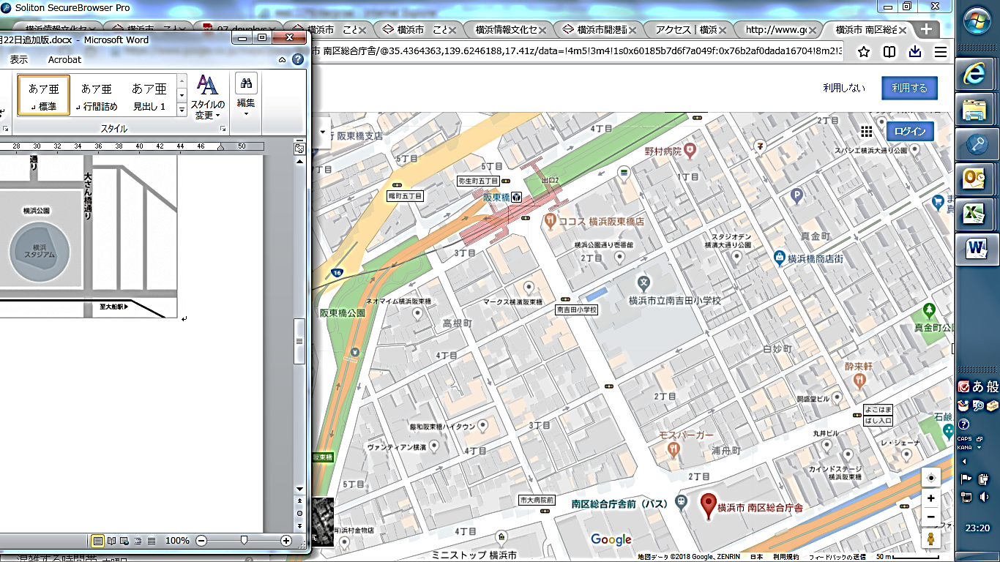 Soliton SecureBrowser Pro
横浜情報文化セ
横浜市 こと
横浜市 こと
横浜情報文化セ
横浜市開港記
アクセス | 横浜
http://www.go
横浜市 南区総合
月22日追加版.docx - Microsoft Word
市 南区総合庁舎/@35.4364363,139.6246188,17.41z/data=!4m5!3m4!1s0x60185b7d6f7a049f:0x76b2af0dada16704!8m2!3
表示
Acrobat
あア亜
標準
あア亜
行間詰め
あア亜
見出し 1
スタイルの
変更
編集
スタイル
28 30 32 34 36 38 40 42 44 46 50
通り
大さん橋通り
横浜公園
横浜
スタジアム
至大船駅
100%
利用しない
利用する
ログイン
行 阪東橋支店
5丁目
5丁目
4丁目
2丁目
野村病院
スパシエ横浜大通り公園
弥生町五丁目
曙町五丁目
出口2
阪東橋
1丁目
ココス 横浜阪東橋店
横浜公園通り壱番館
2丁目
スタジオデン
横濱大通り公園
真金町
横浜橋商店街
3丁目
16
ネオマイム横浜阪東橋
マークス横濱阪東橋
南吉田小学校
横浜市立南吉田小学校
阪東橋公園
高根町
真金町公園
白妙町
4丁目
酔来軒
2丁目
開盛堂ビル
よこはま
ばし入口
藤和阪東橋ハイタウン
3丁目
石鹸
丸井ビル
モスバーガー
ヴァンティアン横濱
4丁目
浦舟町
レ・シェーナ
阪東橋
カインドステージ
横浜阪東橋
5丁目
2丁目
市大病院前
南区総合庁舎前（バス）
横浜市 南区総合庁舎
4丁目
有)浜村金物店
ミニストップ 横浜市
Google
地図データ ©2018 Google、ZENRIN 日本 利用規約 フィードバックの送信 50 m
あ 般
CAPS
KANA
23:20
混雑する時間帯 土曜日